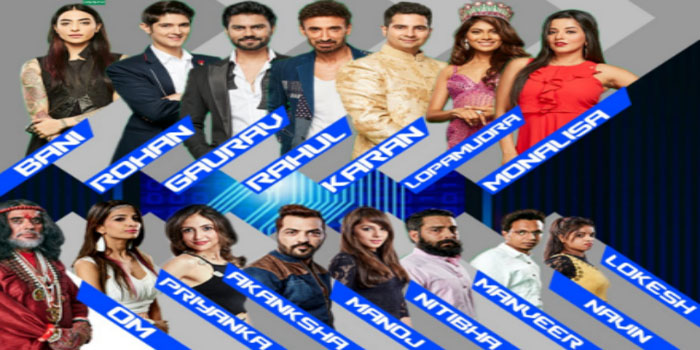 BANI
ROHAN
GAURAV
RAHUL
KARAN
LOPAMUDRA
MONALISA
OM
PRIYANKA
AKANKSHA
MANOJ
NITIBHA
MANVEER
NAVIN
LOKESH